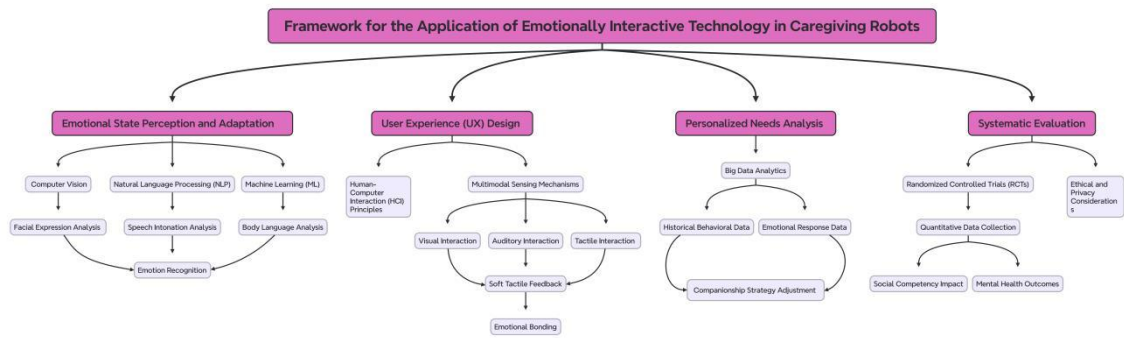 Framework for the Application of Emotionally Interactive Technology in Caregiving Robots
Emotional State Perception and Adaptation
User Experience (UX) Design
Personalized Needs Analysis
Systematic Evaluation
Computer Vision
Natural Language Processing (NLP)
Machine Learning (ML)
Human-
Computer
Interaction (HCI)
Principles
Multimodal Sensing Mechanisms
Big Data Analytics
Randomized Controlled Trials (RCTs)
Ethical and
Privacy
Consideration
s
Facial Expression Analysis
Speech Intonation Analysis
Body Language Analysis
Visual Interaction
Auditory Interaction
Tactile Interaction
Historical Behavioral Data
Emotional Response Data
Quantitative Data Collection
Emotion Recognition
Soft Tactile Feedback
Companionship Strategy Adjustment
Social Competency Impact
Mental Health Outcomes
Emotional Bonding